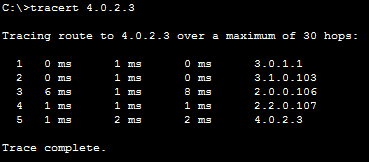 C:\>tracert 4.0.2.3
Tracing route to 4.0.2.3 over a maximum of 30 hops:
1 0 ms 1 ms 0 ms 3.0.1.1
2 0 ms 1 ms 0 ms 3.1.0.103
3 6 ms 1 ms 8 ms 2.0.0.106
4 1 ms 1 ms 1 ms 2.2.0.107
5 1 ms 2 ms 2 ms 4.0.2.3
Trace complete.